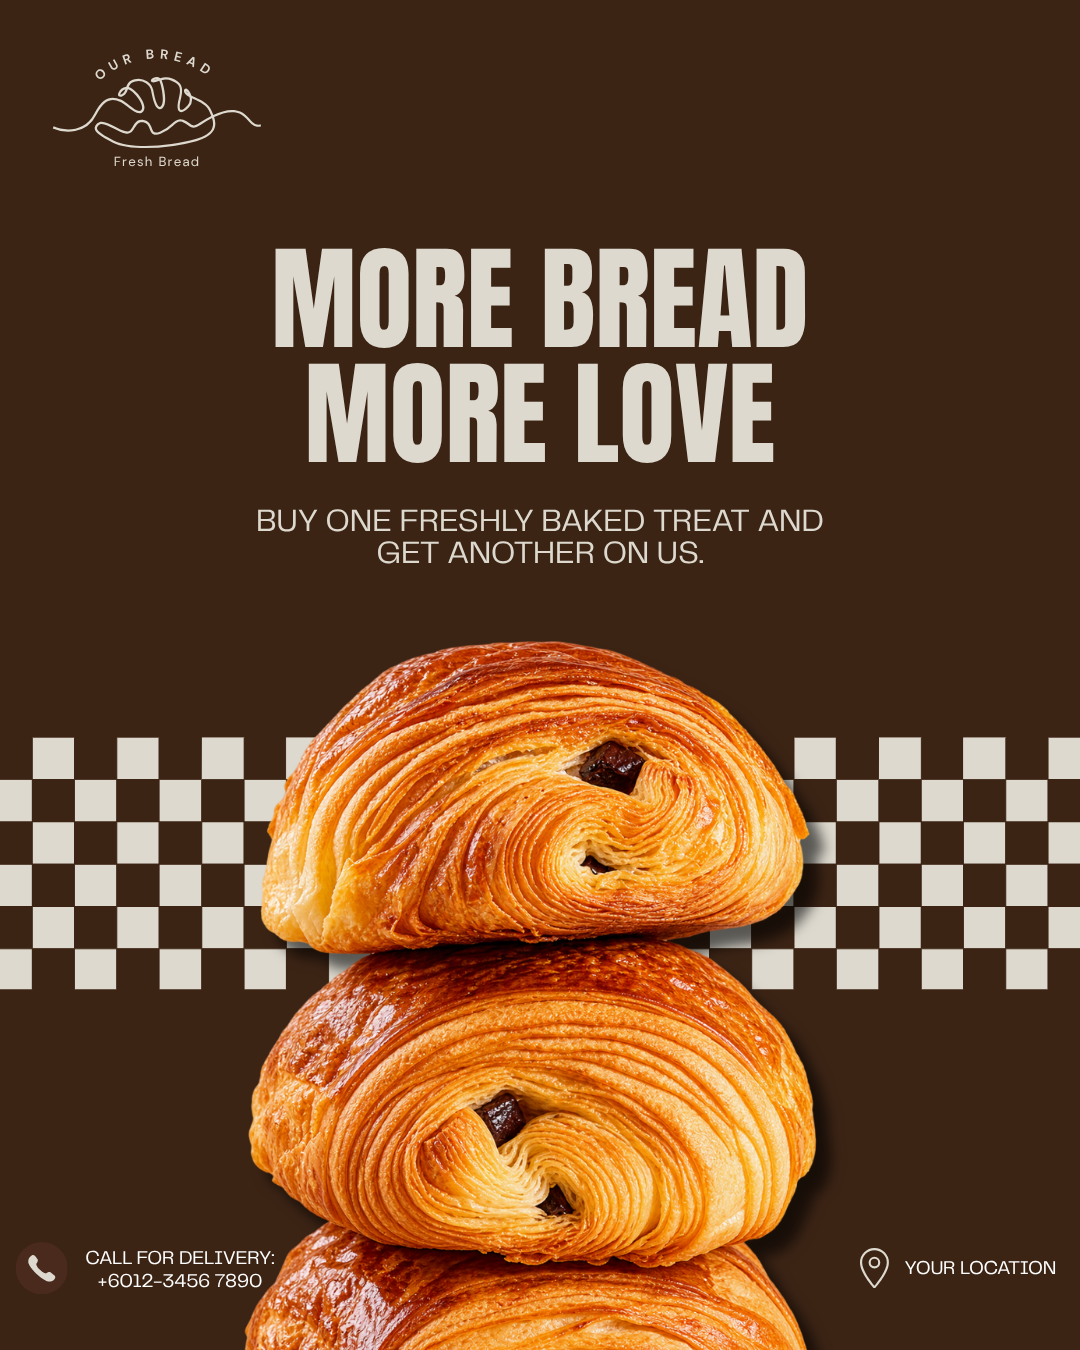 OUR BREAD
Fresh Bread
MORE BREAD
MORE LOVE
BUY ONE FRESHLY BAKED TREAT AND
GET ANOTHER ON US.
CALL FOR DELIVERY:
+6012-3456 7890
YOUR LOCATION